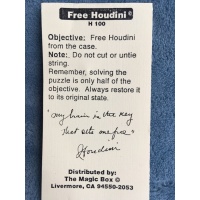 Free Houdini ©
H 100
Objective: Free Houdini
from the case.
Note: Do not cut or untie
string.
Remember, solving the
puzzle is only half of the
objective. Always restore it
to its original state.
"my brain is the key
that sets me free"
Houdini
Distributed by:
The Magic Box ©
Livermore, CA 94550-2053